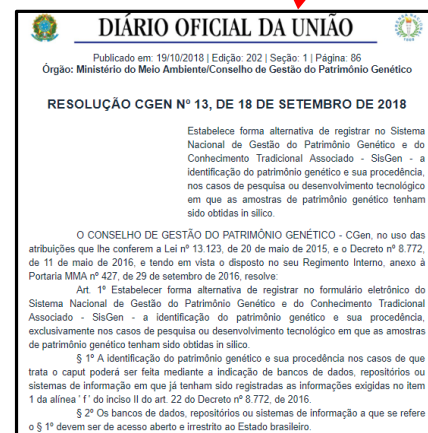 DIÁRIO OFICIAL DA UNIÃO
Publicado em: 19/10/2018 | Edição: 202 | Seção: 1 | Página: 86
Órgão: Ministério do Meio Ambiente/Conselho de Gestão do Patrimônio Genético
RESOLUÇÃO CGEN Nº 13, DE 18 DE SETEMBRO DE 2018
Estabelece forma alternativa de registrar no Sistema
Nacional de Gestão do Patrimônio Genético e do
Conhecimento Tradicional Associado - SisGen - a
identificação do patrimônio genético e sua procedência,
nos casos de pesquisa ou desenvolvimento tecnológico
em que as amostras de patrimônio genético tenham
sido obtidas in silico.
O CONSELHO DE GESTÃO DO PATRIMÔNIO GENÉTICO - CGen, no uso das
atribuições que lhe conferem a Lei nº 13.123, de 20 de maio de 2015, e o Decreto nº 8.772,
de 11 de maio de 2016, e tendo em vista o disposto no seu Regimento Interno, anexo à
Portaria MMA nº 427, de 29 de setembro de 2016, resolve:
Art. 1º Estabelecer forma alternativa de registrar no formulário eletrônico do
Sistema Nacional de Gestão do Patrimônio Genético e do Conhecimento Tradicional
Associado - SisGen - a identificação do patrimônio genético e sua procedência,
exclusivamente nos casos de pesquisa ou desenvolvimento tecnológico em que as amostras
de patrimônio genético tenham sido obtidas in silico.
§ 1º A identificação do patrimônio genético e sua procedência nos casos de que
trata o caput poderá ser feita mediante a indicação de bancos de dados, repositórios ou
sistemas de informação em que já tenham sido registradas as informações exigidas no item
1 da alínea ' f ' do inciso II do art. 22 do Decreto nº 8.772, de 2016.
§ 2º Os bancos de dados, repositórios ou sistemas de informação a que se refere
o § 1º devem ser de acesso aberto e irrestrito ao Estado brasileiro.